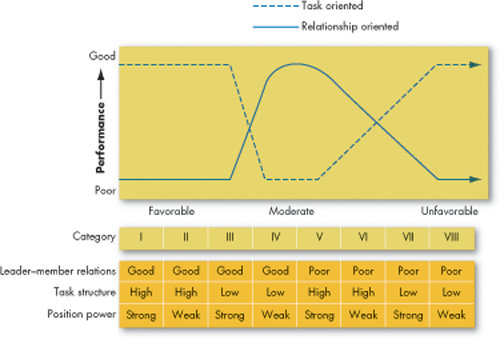 Task oriented
Relationship oriented
Good
Performance
Poor
Favorable Moderate Unfavorable
Category I II III IV V VI VII VIII
Leader–member relations Good Good Good Good Poor Poor Poor Poor
Task structure High High Low Low High High Low Low
Position power Strong Weak Strong Weak Strong Weak Strong Weak